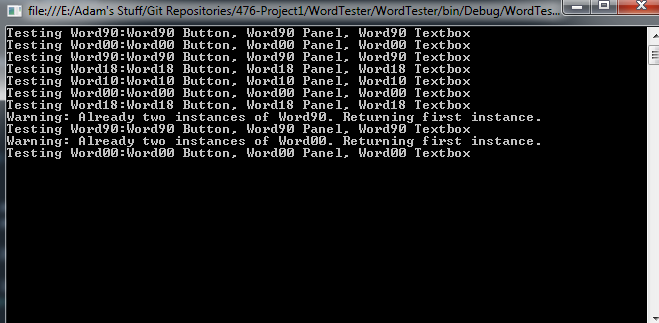 file:///E:/Adam's Stuff/Git Repositories/476-Project1/WordTester/WordTester/bin/Debug/WordTes...
Testing Word90:Word90 Button, Word90 Panel, Word90 Textbox
Testing Word00:Word00 Button, Word00 Panel, Word00 Textbox
Testing Word90:Word90 Button, Word90 Panel, Word90 Textbox
Testing Word18:Word18 Button, Word18 Panel, Word18 Textbox
Testing Word10:Word10 Button, Word10 Panel, Word10 Textbox
Testing Word00:Word00 Button, Word00 Panel, Word00 Textbox
Testing Word18:Word18 Button, Word18 Panel, Word18 Textbox
Warning: Already two instances of Word90. Returning first instance.
Testing Word90:Word90 Button, Word90 Panel, Word90 Textbox
Warning: Already two instances of Word00. Returning first instance.
Testing Word00:Word00 Button, Word00 Panel, Word00 Textbox